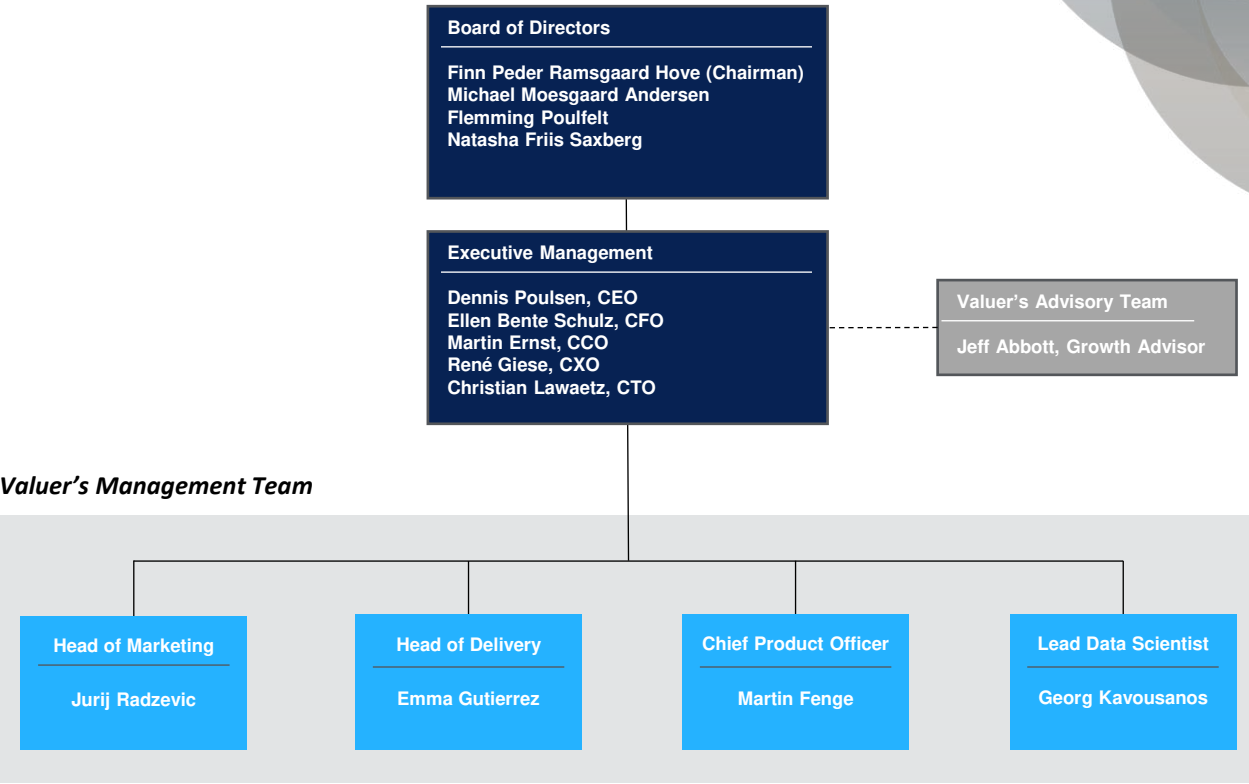 Board of Directors
Finn Peder Ramsgaard Hove (Chairman)
Michael Moesgaard Andersen
Flemming Poulfelt
Natasha Friis Saxberg
Executive Management
Dennis Poulsen, CEO
Ellen Bente Schulz, CFO
Martin Ernst, CCO
René Giese, CXO
Christian Lawaetz, CTO
Valuer’s Advisory Team
Jeff Abbott, Growth Advisor
Valuer’s Management Team
Head of Marketing
Jurij Radzevic
Head of Delivery
Emma Gutierrez
Chief Product Officer
Martin Fenge
Lead Data Scientist
Georg Kavousanos